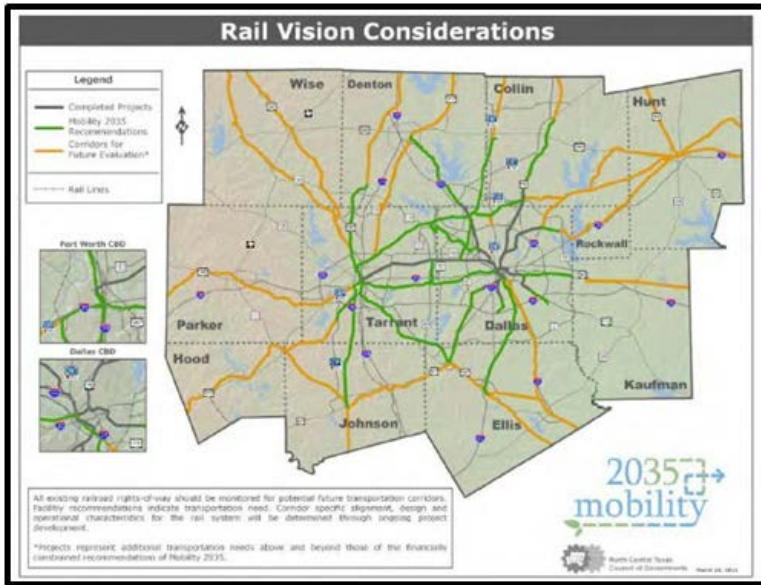 Rail Vision Considerations
Legend
Completed Projects
Mobility 2035
Recommendations
Corridors for
Future Evaluation*
Rail Lines
Wise
Denton
Collin
Hunt
Rockwall
Parker
Tarrant
Dallas
Kaufman
Hood
Johnson
Ellis
Fort Worth CBD
Dallas CBD
2035
mobility
All existing railroad rights-of-way should be monitored for potential future transportation corridors.
Facility recommendations indicate transportation need. Corridor specific alignment, design and
operational characteristics for the rail system will be determined through ongoing project
development.
*Projects represent additional transportation needs above and beyond those of the financially
constrained recommendations of Mobility 2035.
North Central Texas
Council of Governments